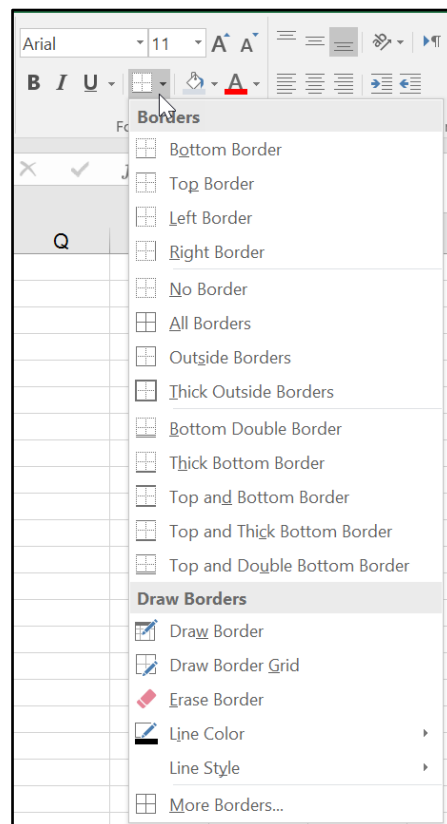 Arial 11 A A
B I U A
Fo
Borders
Q
Bottom Border
Top Border
Left Border
Right Border
No Border
All Borders
Outside Borders
Thick Outside Borders
Bottom Double Border
Thick Bottom Border
Top and Bottom Border
Top and Thick Bottom Border
Top and Double Bottom Border
Draw Borders
Draw Border
Draw Border Grid
Erase Border
Line Color
Line Style
More Borders...